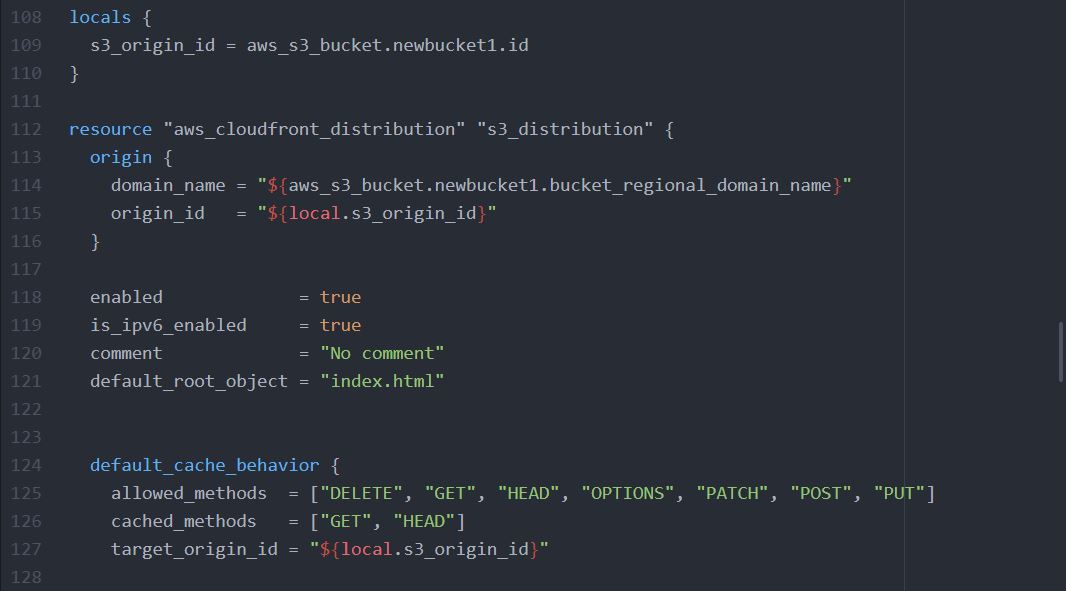 108 locals {
109   s3_origin_id = aws_s3_bucket.newbucket1.id
110 }
111
112 resource "aws_cloudfront_distribution" "s3_distribution" {
113   origin {
114     domain_name = "${aws_s3_bucket.newbucket1.bucket_regional_domain_name}"
115     origin_id   = "${local.s3_origin_id}"
116   }
117
118   enabled             = true
119   is_ipv6_enabled     = true
120   comment             = "No comment"
121   default_root_object = "index.html"
122
123
124   default_cache_behavior {
125     allowed_methods  = ["DELETE", "GET", "HEAD", "OPTIONS", "PATCH", "POST", "PUT"]
126     cached_methods   = ["GET", "HEAD"]
127     target_origin_id = "${local.s3_origin_id}"
128